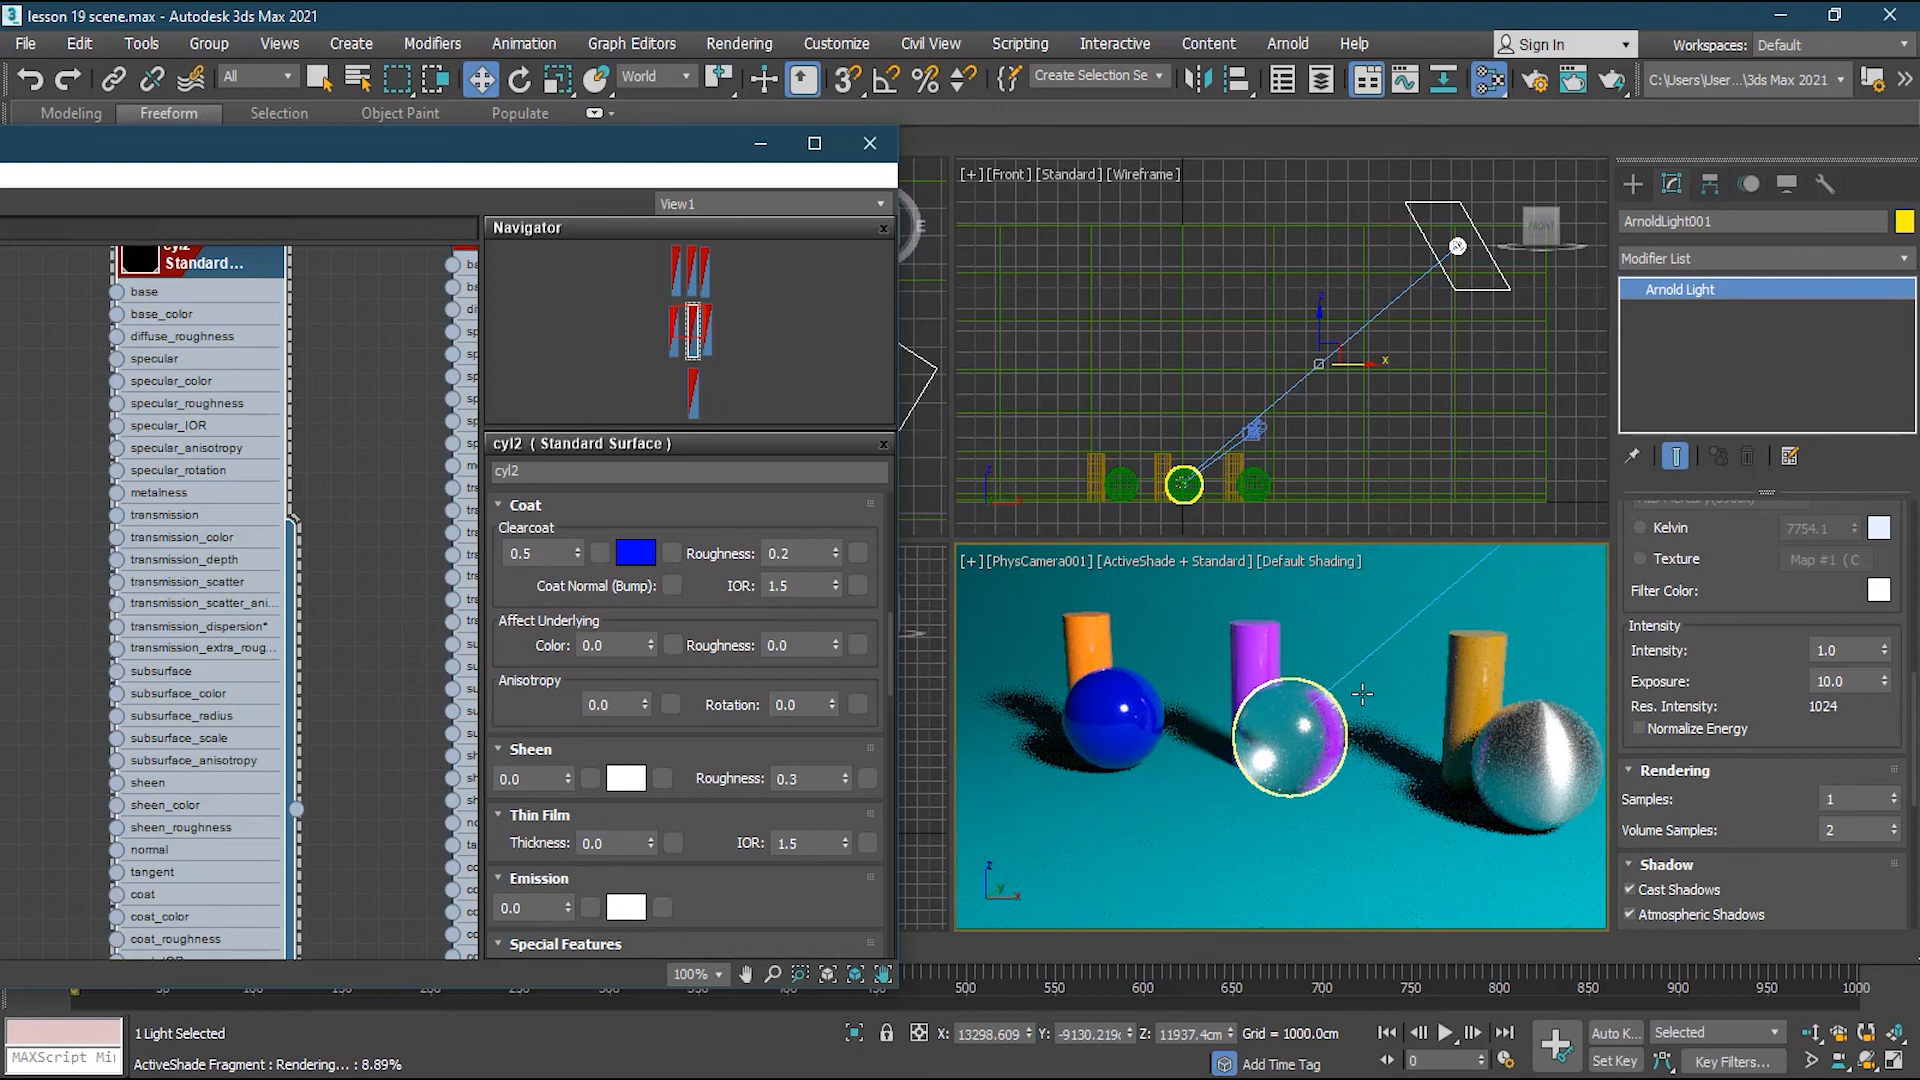 lesson 19 scene.max - Autodesk 3ds Max 2021
File Edit Tools Group Views Create Modifiers Animation Graph Editors Rendering Customize Civil View Scripting Interactive Content Arnold Help Sign In Workspaces: Default
All World Create Selection Se C:\Users\User ...\3ds Max 2021
Modeling Freeform Selection Object Paint Populate
View1
Navigator
cyl2
Standard...
base
base_color
diffuse_roughness
specular
specular_color
specular_roughness
specular_IOR
specular_anisotropy
specular_rotation
metalness
transmission
transmission_color
transmission_depth
transmission_scatter
transmission_scatter_ani...
transmission_dispersion*
transmission_extra_roug...
subsurface
subsurface_color
subsurface_radius
subsurface_scale
subsurface_anisotropy
sheen
sheen_color
sheen_roughness
normal
tangent
coat
coat_color
coat_roughness
cyl2 ( Standard Surface )
cyl2
Coat
Clearcoat
0.5 Roughness: 0.2
Coat Normal (Bump): IOR: 1.5
Affect Underlying
Color: 0.0 Roughness: 0.0
Anisotropy
0.0 Rotation: 0.0
Sheen
0.0 Roughness: 0.3
Thin Film
Thickness: 0.0 IOR: 1.5
Emission
0.0
Special Features
100%
[+] [Front] [Standard] [Wireframe]
FRONT
z
x
[+] [PhysCamera001] [ActiveShade + Standard] [Default Shading]
z
y
x
ArnoldLight001
Modifier List
Arnold Light
Kelvin 7754.1
Texture Map #1 ( C
Filter Color:
Intensity
Intensity: 1.0
Exposure: 10.0
Res. Intensity: 1024
Normalize Energy
Rendering
Samples: 1
Volume Samples: 2
Shadow
Cast Shadows
Atmospheric Shadows
500 550 600 650 700 750 800 850 900 950 1000
MAXScript Mi
1 Light Selected
ActiveShade Fragment : Rendering... : 8.89%
X: 13298.609 Y: -9130.219c Z: 11937.4cm Grid = 1000.0cm
Add Time Tag
0
Auto K... Selected
Set Key Key Filters...